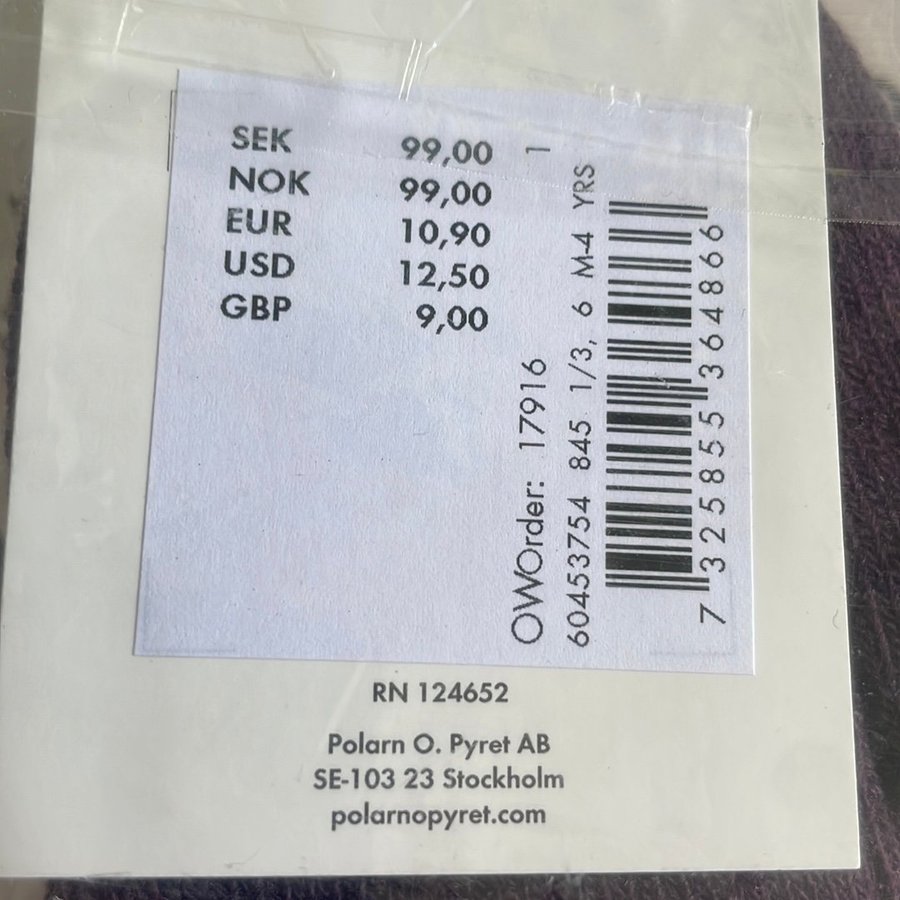 SEK 99,00
NOK 99,00
EUR 10,90
USD 12,50
GBP 9,00
1
OWOrder: 17916
60453754 845 1/3, 6 M-4 YRS
7 325855 364866
RN 124652
Polarn O. Pyret AB
SE-103 23 Stockholm
polarnopyret.com